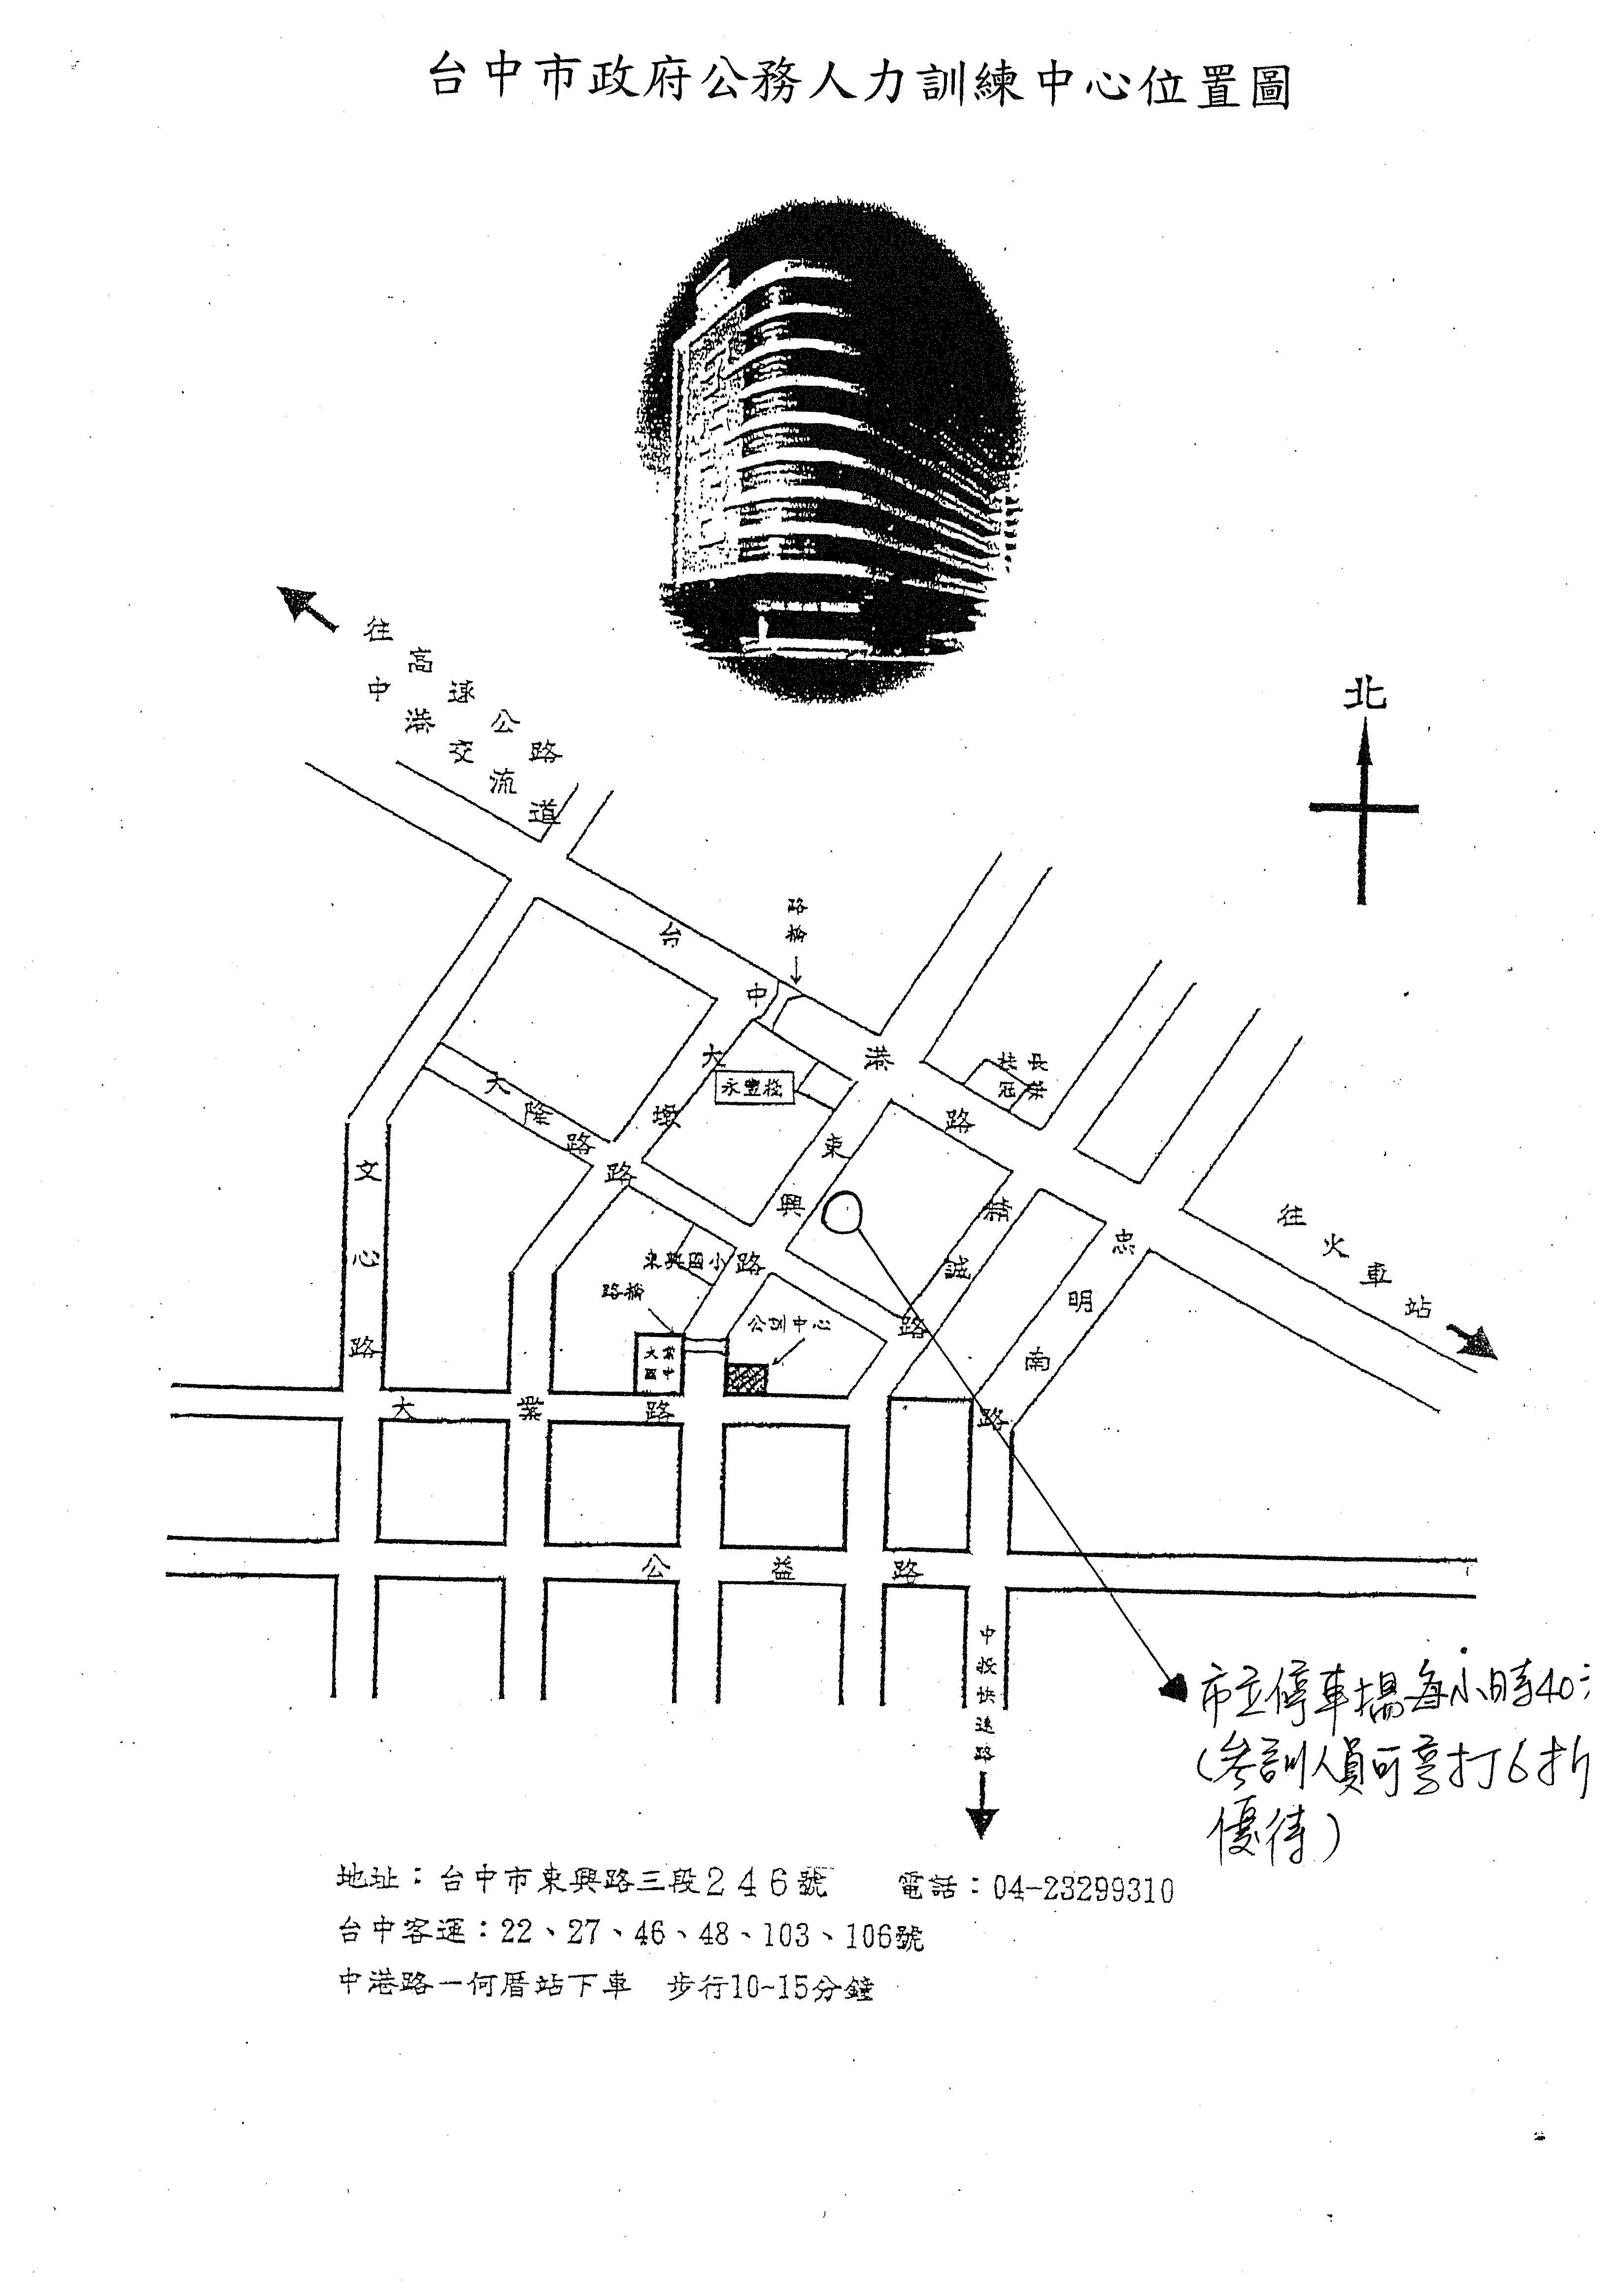 台中市政府公務人力訓練中心位置圖
往高速公路
中港交流道
北
路橋
台中港路
大墩路
永豐棧
長榮
桂冠
大隆路
東興路
精誠路
忠明南路
文心路
往火車站
東興國小
路橋
公訓中心
大業
國中
大業路
公益路
中投快速路
市立停車場每小時40元
(參訓人員可享打6折
優待)
地址：台中市東興路三段246號 電話：04-23299310
台中客運：22、27、46、48、103、106號
中港路－何厝站下車 步行10~15分鐘